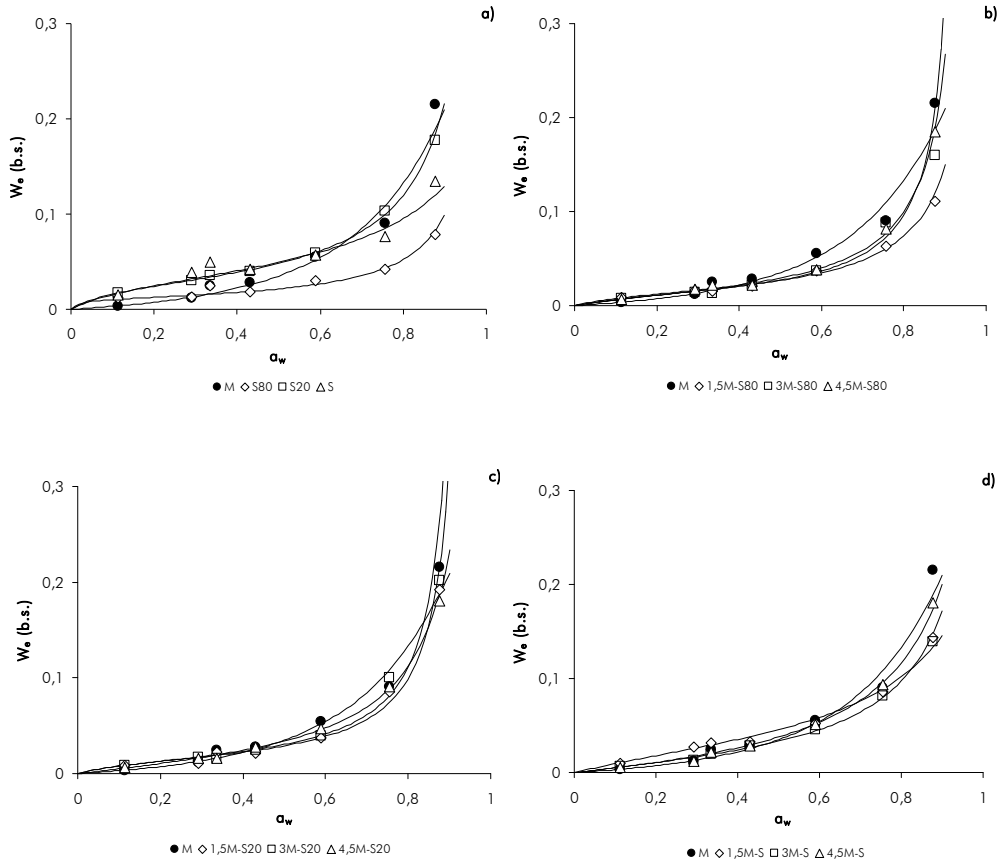 a)
0,3
0,2
0,1
0
We (b.s.)
0 0,2 0,4 0,6 0,8 1
aw
M S80 S20 S
b)
0,3
0,2
0,1
0
We (b.s.)
0 0,2 0,4 0,6 0,8 1
aw
M 1,5M-S80 3M-S80 4,5M-S80
c)
0,3
0,2
0,1
0
We (b.s.)
0 0,2 0,4 0,6 0,8 1
aw
M 1,5M-S20 3M-S20 4,5M-S20
d)
0,3
0,2
0,1
0
We (b.s.)
0 0,2 0,4 0,6 0,8 1
aw
M 1,5M-S 3M-S 4,5M-S